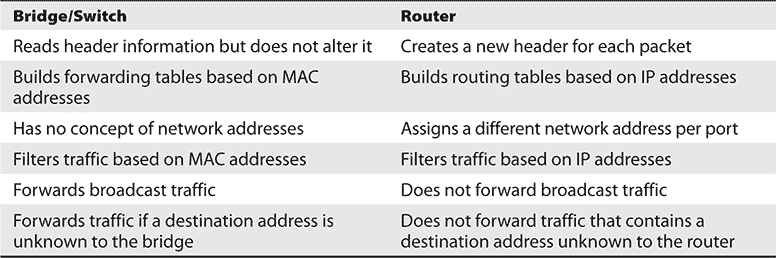 Bridge/Switch Router
Reads header information but does not alter it Creates a new header for each packet
Builds forwarding tables based on MAC Builds routing tables based on IP addresses
addresses
Has no concept of network addresses Assigns a different network address per port
Filters traffic based on MAC addresses Filters traffic based on IP addresses
Forwards broadcast traffic Does not forward broadcast traffic
Forwards traffic if a destination address is Does not forward traffic that contains a
unknown to the bridge destination address unknown to the router